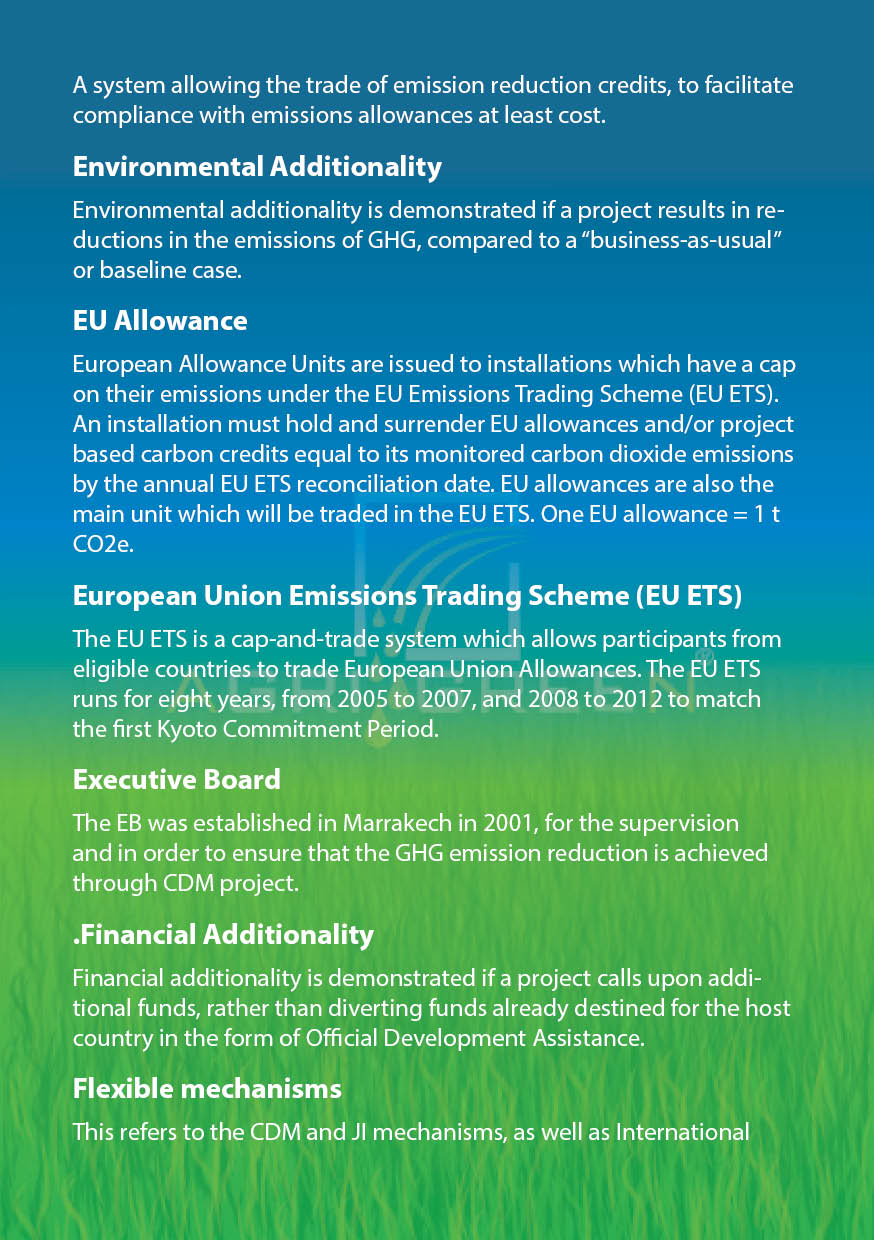 A system allowing the trade of emission reduction credits, to facilitate
compliance with emissions allowances at least cost.
Environmental Additionality
Environmental additionality is demonstrated if a project results in re-
ductions in the emissions of GHG, compared to a “business-as-usual”
or baseline case.
EU Allowance
European Allowance Units are issued to installations which have a cap
on their emissions under the EU Emissions Trading Scheme (EU ETS).
An installation must hold and surrender EU allowances and/or project
based carbon credits equal to its monitored carbon dioxide emissions
by the annual EU ETS reconciliation date. EU allowances are also the
main unit which will be traded in the EU ETS. One EU allowance = 1 t
CO2e.
European Union Emissions Trading Scheme (EU ETS)
The EU ETS is a cap-and-trade system which allows participants from
eligible countries to trade European Union Allowances. The EU ETS
runs for eight years, from 2005 to 2007, and 2008 to 2012 to match
the first Kyoto Commitment Period.
AGRIGREEN ®
Executive Board
The EB was established in Marrakech in 2001, for the supervision
and in order to ensure that the GHG emission reduction is achieved
through CDM project.
.Financial Additionality
Financial additionality is demonstrated if a project calls upon addi-
tional funds, rather than diverting funds already destined for the host
country in the form of Official Development Assistance.
Flexible mechanisms
This refers to the CDM and JI mechanisms, as well as International